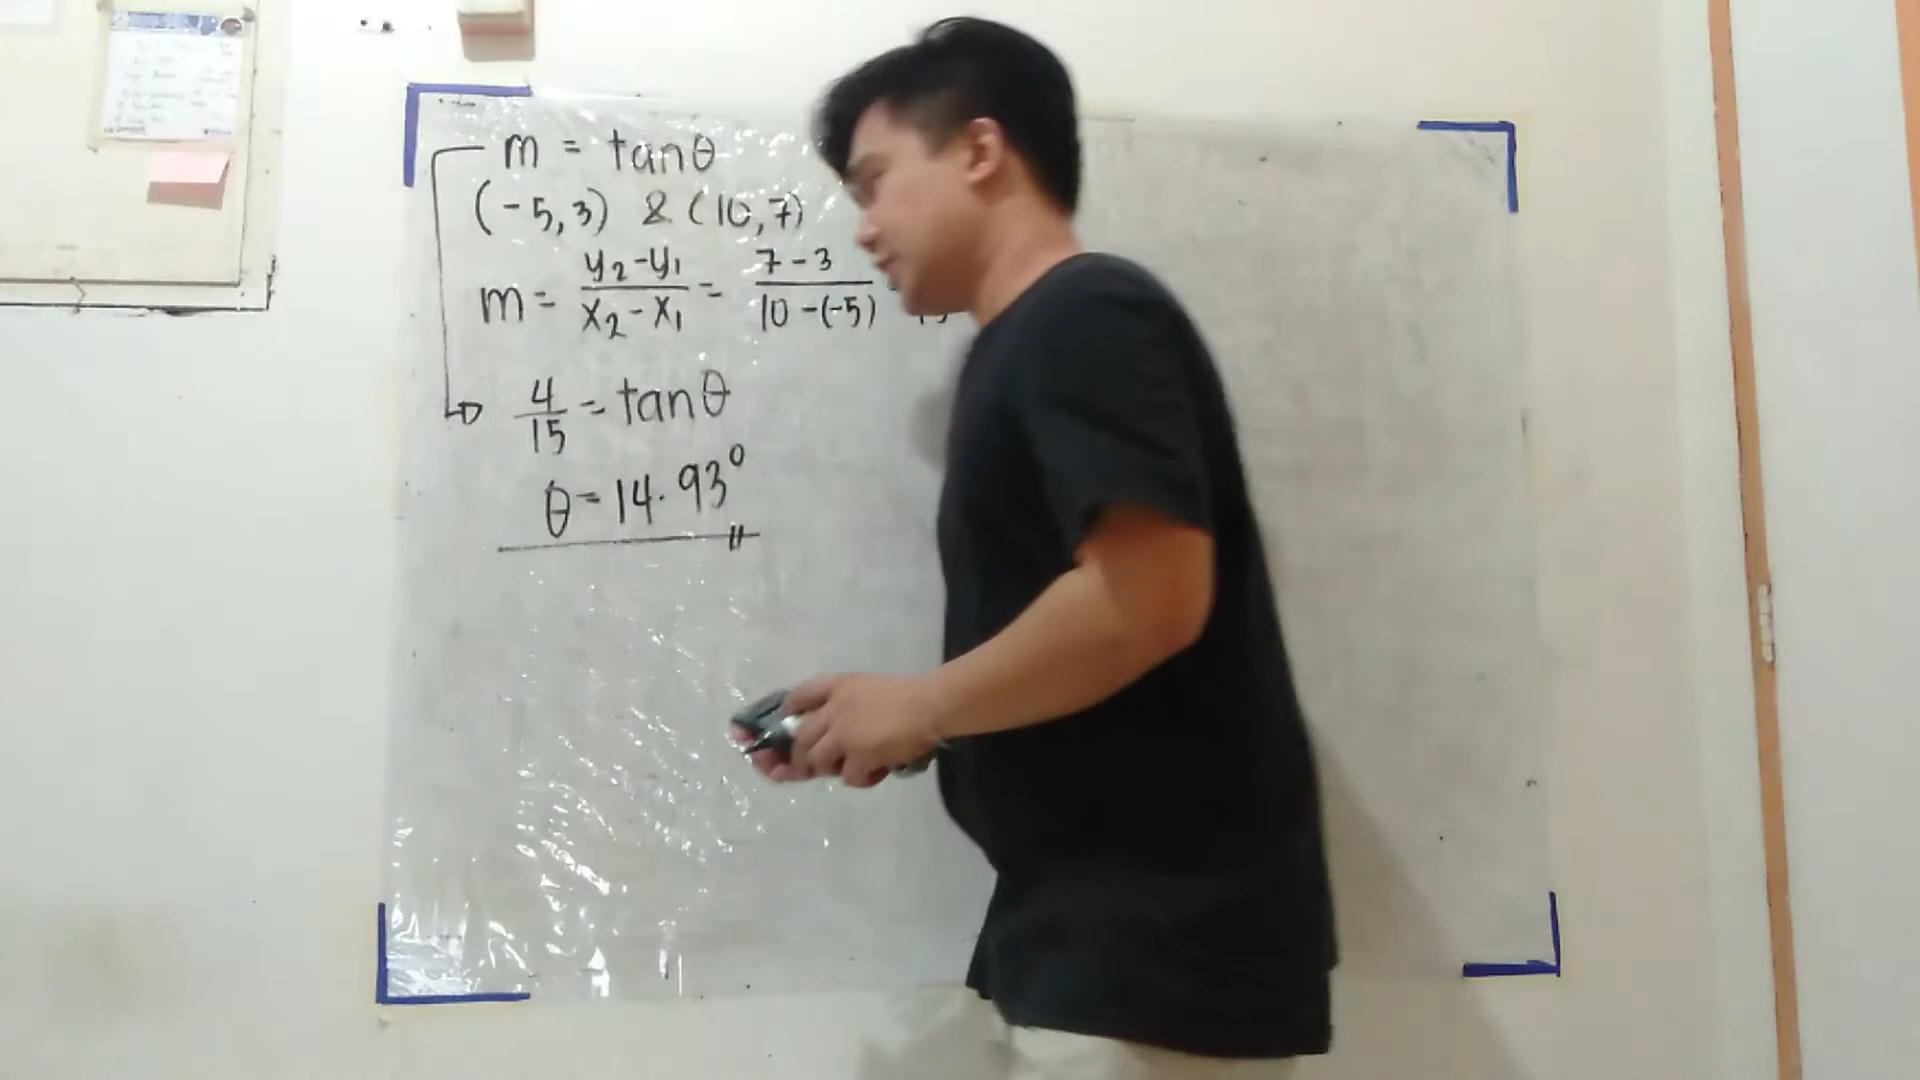 m = tanθ
(-5,3) & (10,7)
m = y₂-y₁/x₂-x₁ = 7-3/10-(-5)
4/15 = tanθ
θ = 14.93°